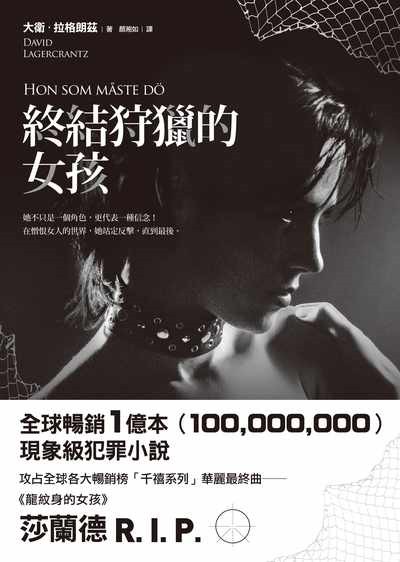 大衛・拉格朗茲｜著 顏湘如｜譯
DAVID
LAGERCRANTZ
HON SOM MÅSTE DÖ
終結狩獵的
女孩
她不只是一個角色，更代表一種信念！
在憎恨女人的世界，她站定反擊，直到最後。
全球暢銷1億本（100,000,000）
現象級犯罪小說
攻占全球各大暢銷榜「千禧系列」華麗最終曲——
《龍紋身的女孩》
莎蘭德 R. I. P.